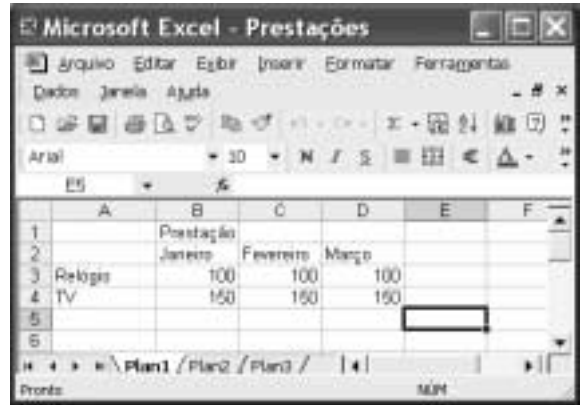 Microsoft Excel - Prestações
Arquivo Editar Exibir Inserir Formatar Ferramentas
Dados Janela Ajuda
Arial 10 N I S
E5 fx
A B C D E F
1 Prestação
2 Janeiro Fevereiro Março
3 Relógio 100 100 100
4 TV 150 150 150
5
6
Plan1 / Plan2 / Plan3 /
Pronto NÚM